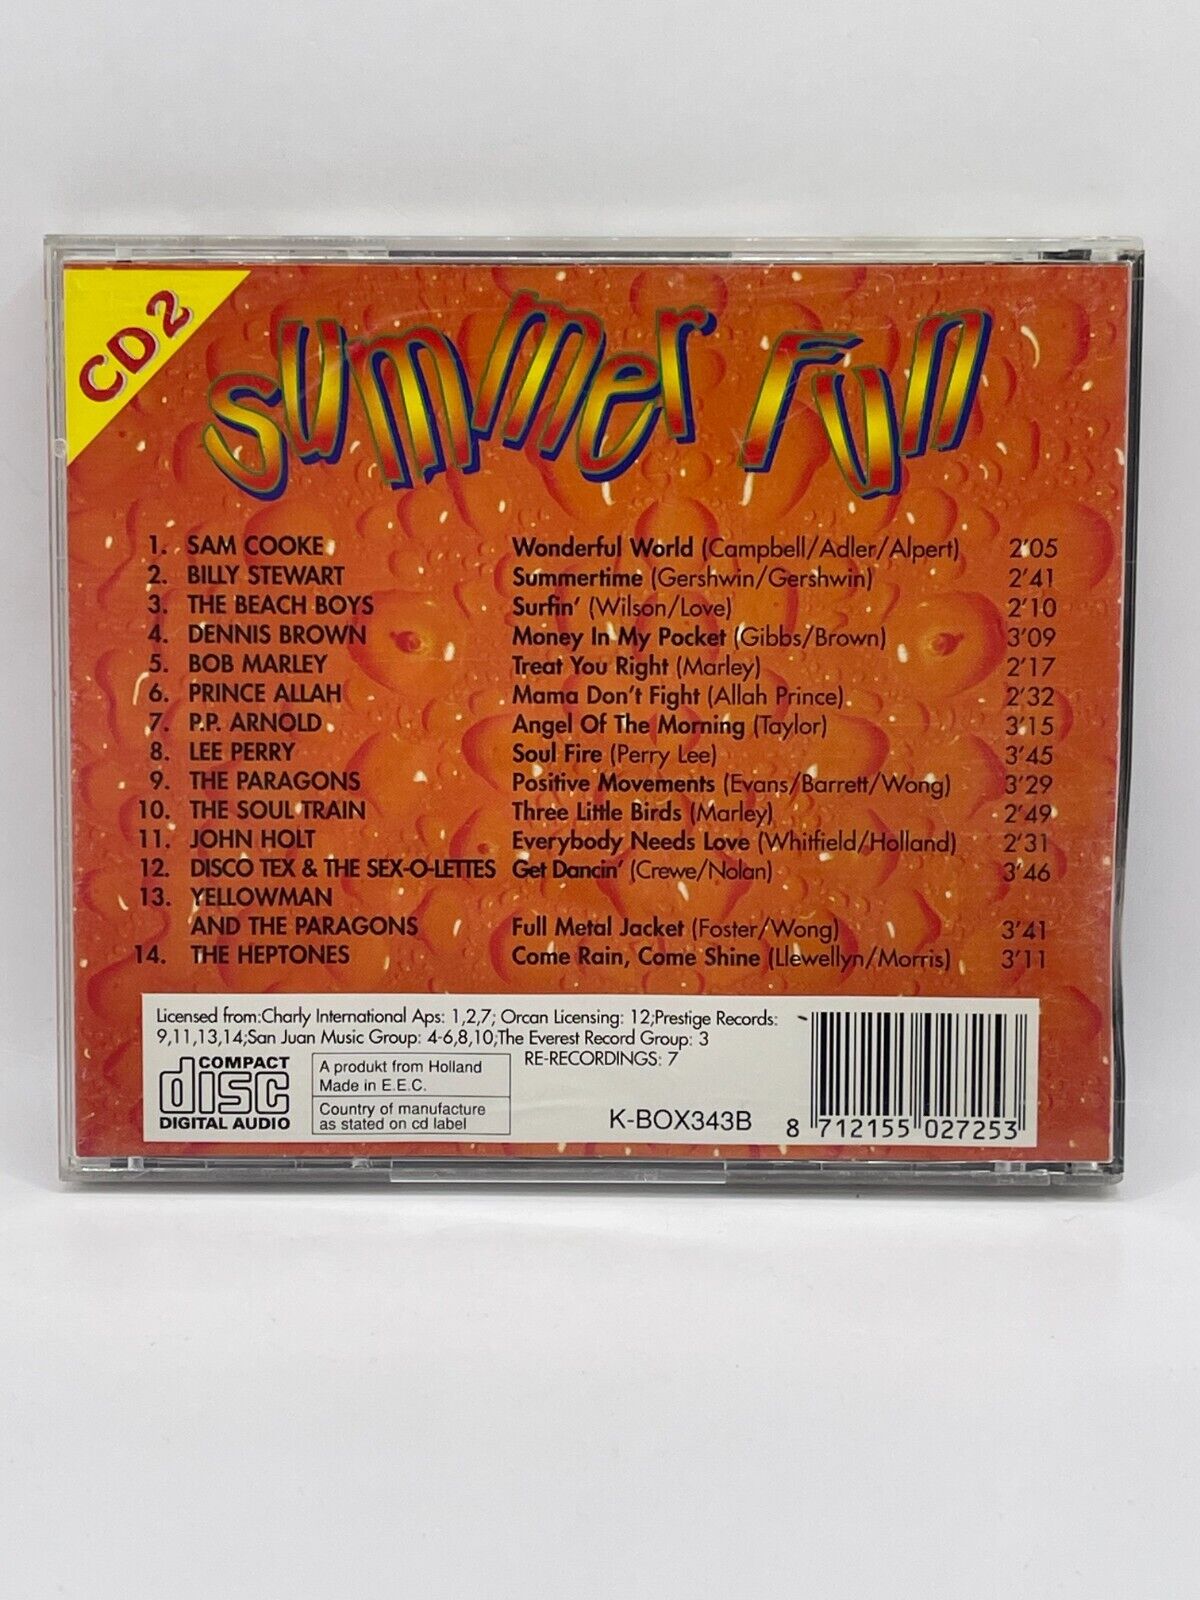 CD2
Summer Fun
1. SAM COOKE Wonderful World (Campbell/Adler/Alpert) 2'05
2. BILLY STEWART Summertime (Gershwin/Gershwin) 2'41
3. THE BEACH BOYS Surfin' (Wilson/Love) 2'10
4. DENNIS BROWN Money In My Pocket (Gibbs/Brown) 3'09
5. BOB MARLEY Treat You Right (Marley) 2'17
6. PRINCE ALLAH Mama Don't Fight (Allah Prince) 2'32
7. P.P. ARNOLD Angel Of The Morning (Taylor) 3'15
8. LEE PERRY Soul Fire (Perry Lee) 3'45
9. THE PARAGONS Positive Movements (Evans/Barrett/Wong) 3'29
10. THE SOUL TRAIN Three Little Birds (Marley) 2'49
11. JOHN HOLT Everybody Needs Love (Whitfield/Holland) 2'31
12. DISCO TEX & THE SEX-O-LETTES Get Dancin' (Crewe/Nolan) 3'46
13. YELLOWMAN
AND THE PARAGONS Full Metal Jacket (Foster/Wong) 3'41
14. THE HEPTONES Come Rain, Come Shine (Llewellyn/Morris) 3'11
Licensed from:Charly International Aps: 1,2,7; Orcan Licensing: 12;Prestige Records:
9,11,13,14;San Juan Music Group: 4-6,8,10;The Everest Record Group: 3
RE-RECORDINGS: 7
COMPACT
disc
DIGITAL AUDIO
A produkt from Holland
Made in E.E.C.
Country of manufacture
as stated on cd label
K-BOX343B
8 712155 027253